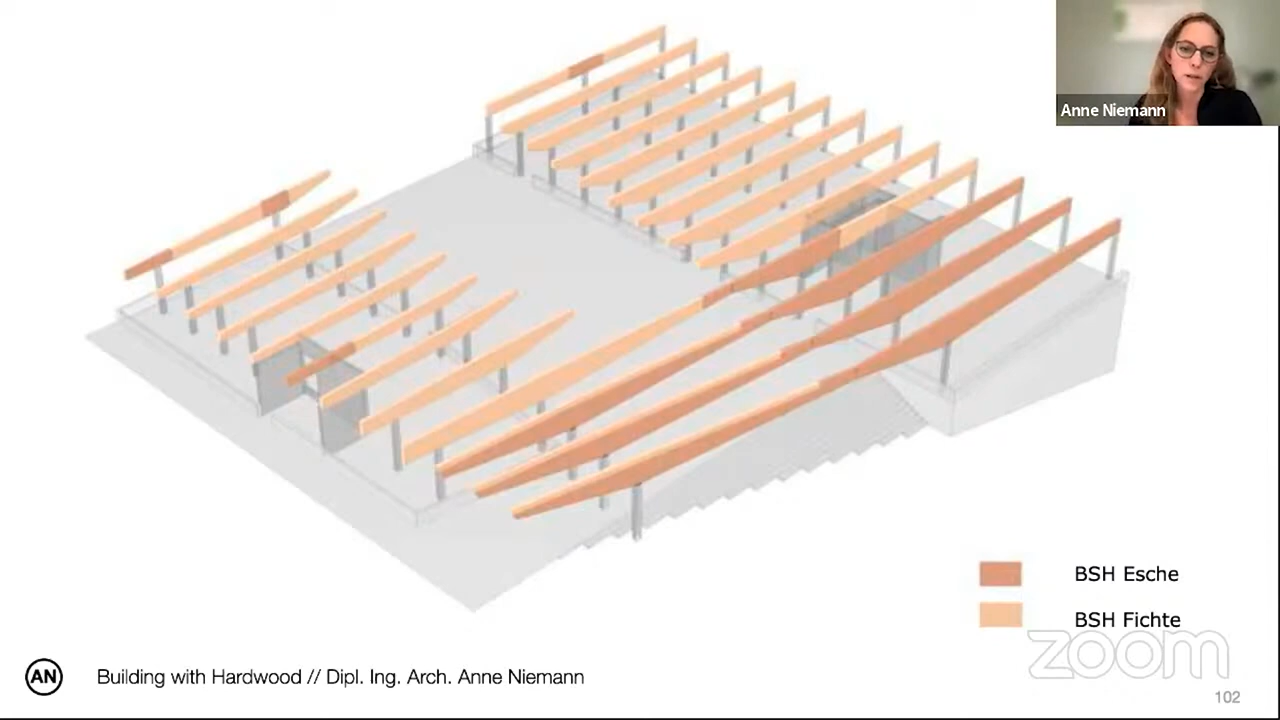 Anne Niemann
BSH Esche
BSH Fichte
zoom
AN
Building with Hardwood // Dipl. Ing. Arch. Anne Niemann
102